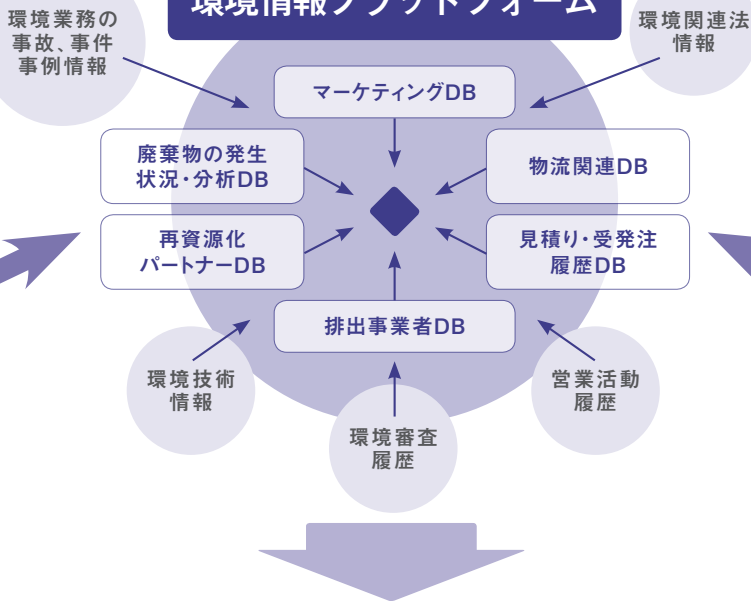 環境情報プラットフォーム
環境業務の
事故、事件
事例情報
環境関連法
情報
マーケティングDB
廃棄物の発生
状況・分析DB
物流関連DB
再資源化
パートナーDB
見積り・受発注
履歴DB
排出事業者DB
環境技術
情報
営業活動
履歴
環境審査
履歴